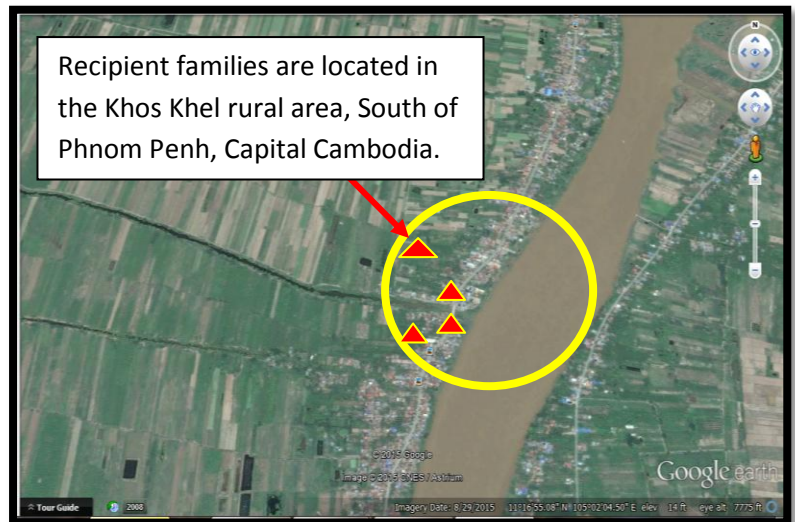 Recipient families are located in
the Khos Khel rural area, South of
Phnom Penh, Capital Cambodia.
N
© 2015 Google
Image © 2015 CNES / Astrium
Google earth
Tour Guide
2008
Imagery Date: 8/29/2015 11°16'55.08" N 105°02'04.50" E elev 14 ft eye alt 7775 ft